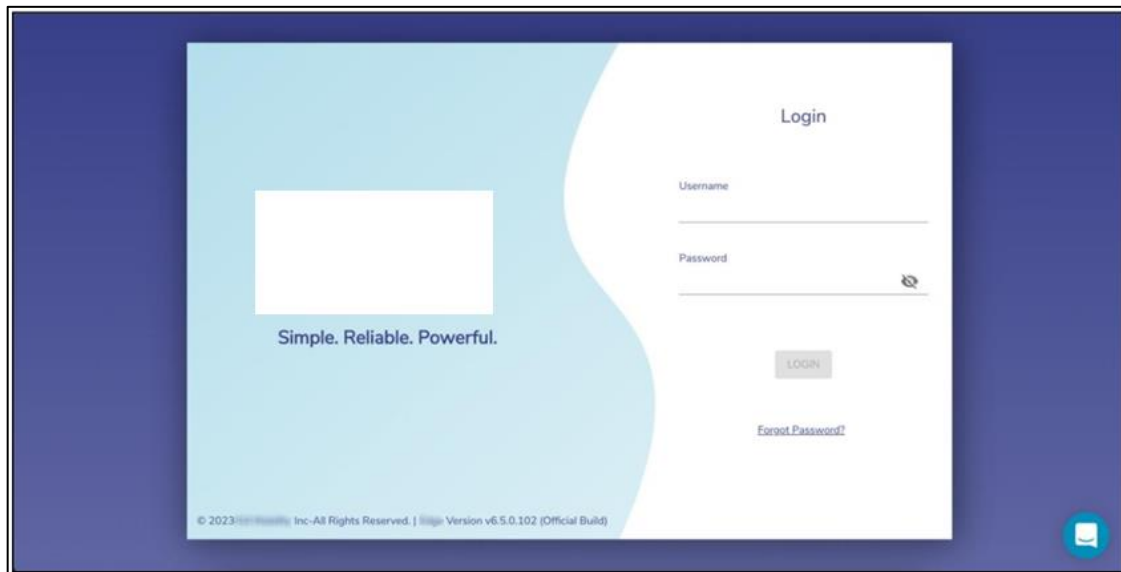 Simple. Reliable. Powerful.
© 2023 Inc-All Rights Reserved. | Version v6.5.0.102 (Official Build)
Login
Username
Password
LOGIN
Forgot Password?